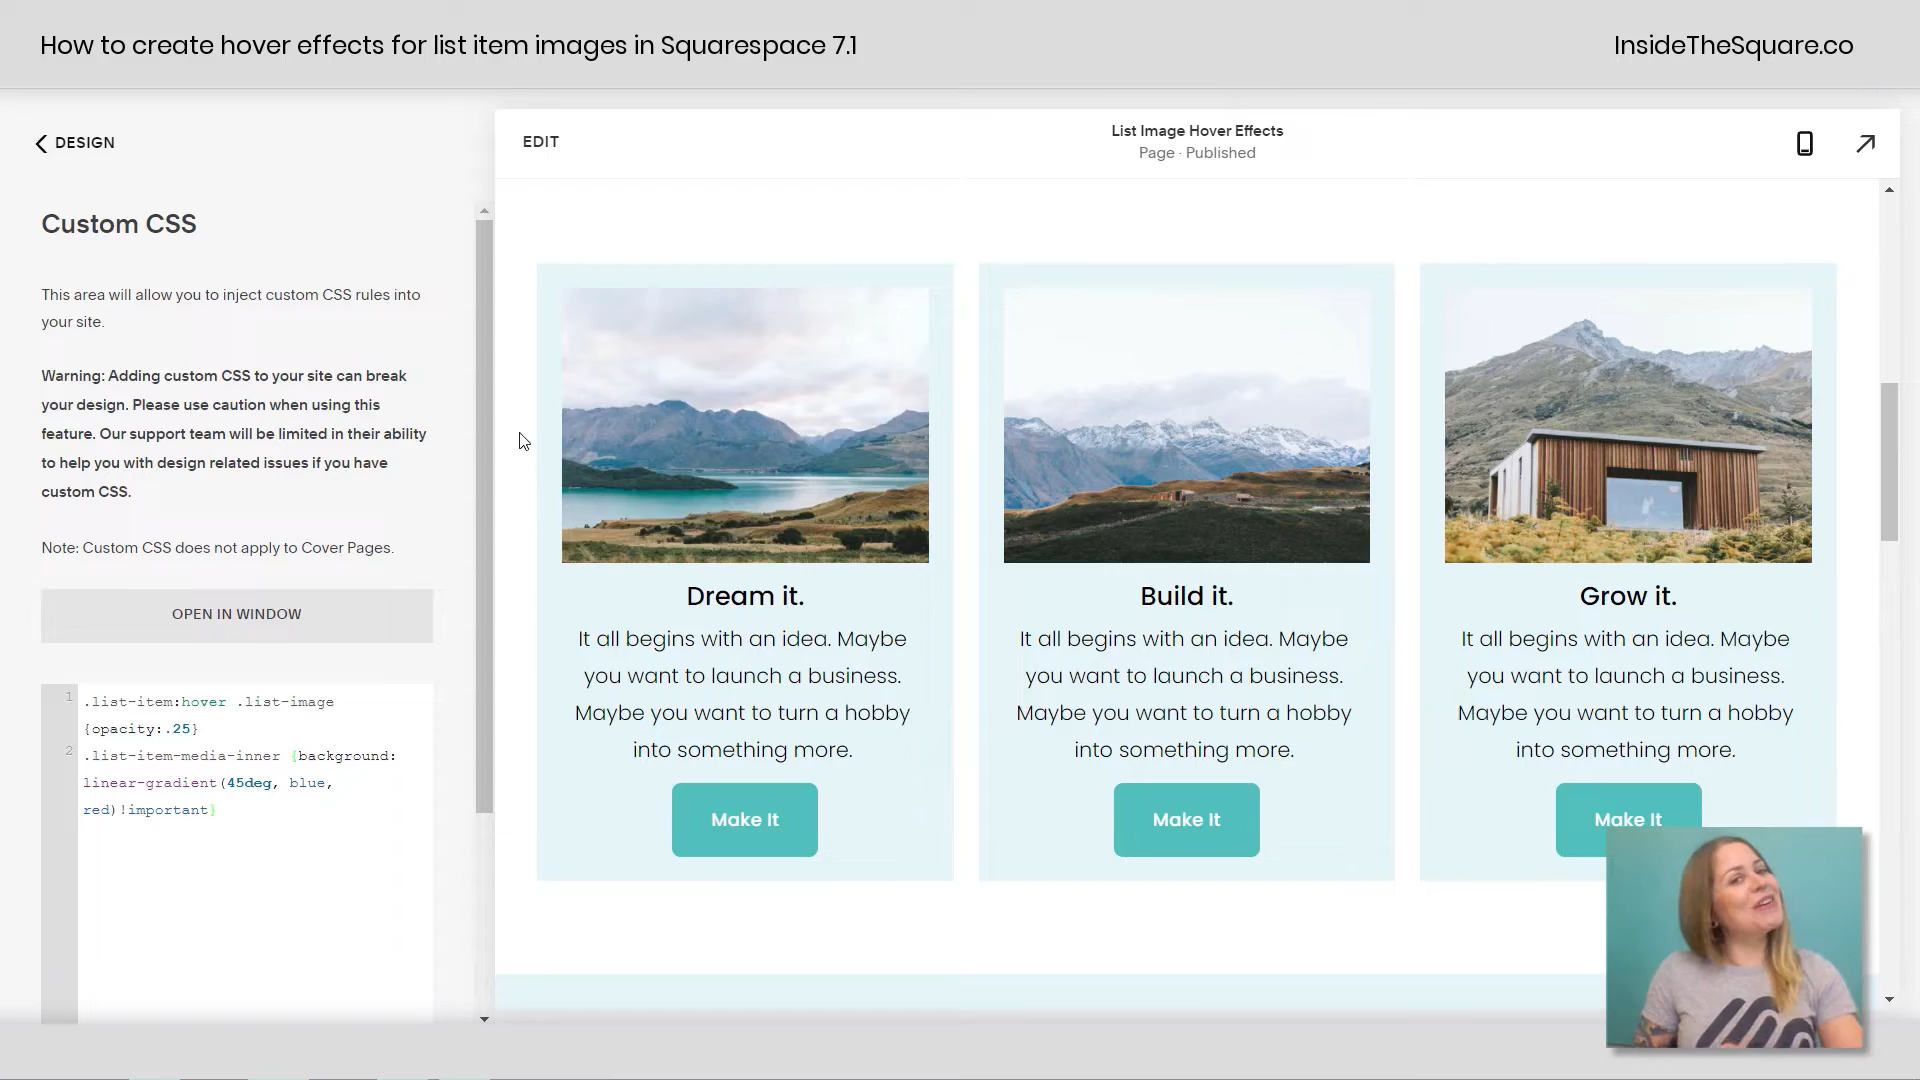 How to create hover effects for list item images in Squarespace 7.1
InsideTheSquare.co
DESIGN
Custom CSS
This area will allow you to inject custom CSS rules into
your site.
Warning: Adding custom CSS to your site can break
your design. Please use caution when using this
feature. Our support team will be limited in their ability
to help you with design related issues if you have
custom CSS.
Note: Custom CSS does not apply to Cover Pages.
OPEN IN WINDOW
1 .list-item:hover .list-image
{opacity:.25}
2 .list-item-media-inner {background:
linear-gradient(45deg, blue,
red)!important}
EDIT
List Image Hover Effects
Page · Published
Dream it.
It all begins with an idea. Maybe
you want to launch a business.
Maybe you want to turn a hobby
into something more.
Make It
Build it.
It all begins with an idea. Maybe
you want to launch a business.
Maybe you want to turn a hobby
into something more.
Make It
Grow it.
It all begins with an idea. Maybe
you want to launch a business.
Maybe you want to turn a hobby
into something more.
Make It